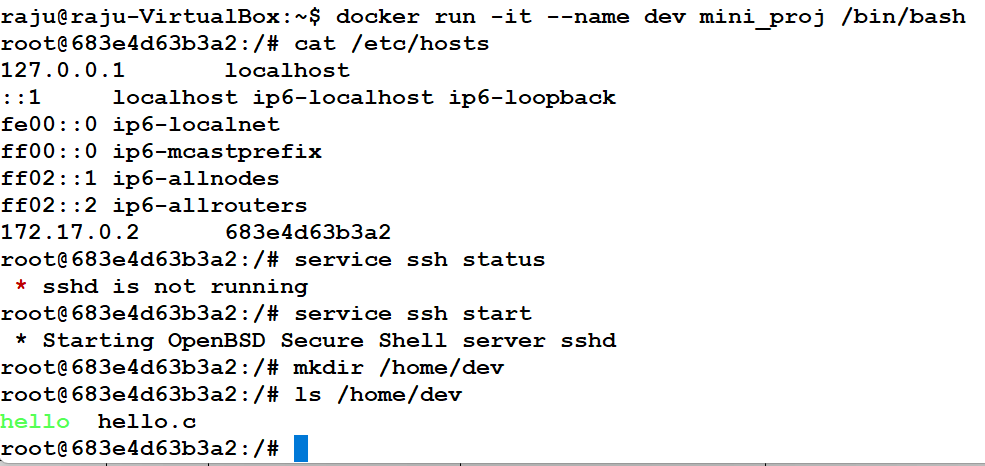 raju@raju-VirtualBox:~$ docker run -it --name dev mini_proj /bin/bash
root@683e4d63b3a2:/# cat /etc/hosts
127.0.0.1       localhost
::1     localhost ip6-localhost ip6-loopback
fe00::0 ip6-localnet
ff00::0 ip6-mcastprefix
ff02::1 ip6-allnodes
ff02::2 ip6-allrouters
172.17.0.2      683e4d63b3a2
root@683e4d63b3a2:/# service ssh status
 * sshd is not running
root@683e4d63b3a2:/# service ssh start
 * Starting OpenBSD Secure Shell server sshd
root@683e4d63b3a2:/# mkdir /home/dev
root@683e4d63b3a2:/# ls /home/dev
hello  hello.c
root@683e4d63b3a2:/#